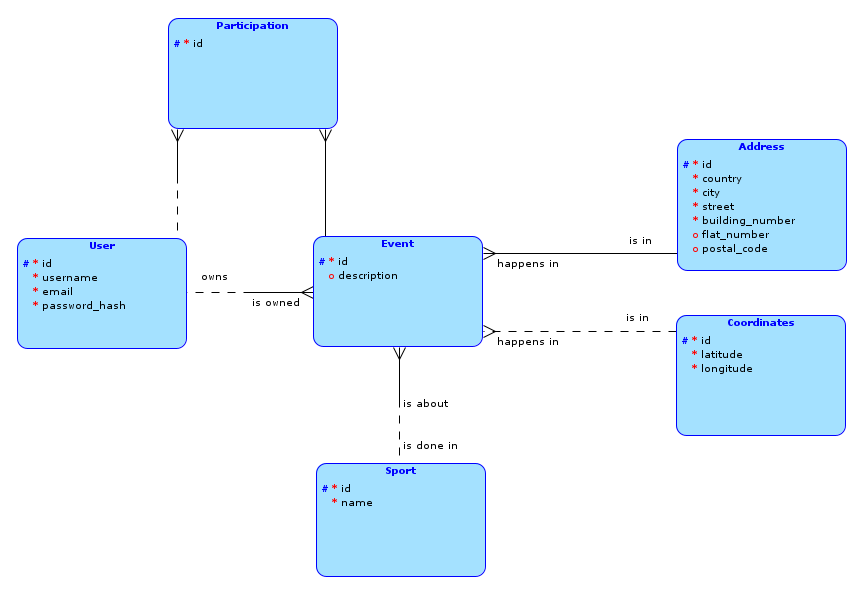 Participation
# * id
Address
# * id
* country
* city
* street
* building_number
o flat_number
o postal_code
User
# * id
* username
* email
* password_hash
owns
is owned
Event
# * id
o description
is in
happens in
is in
happens in
Coordinates
# * id
* latitude
* longitude
is about
is done in
Sport
# * id
* name